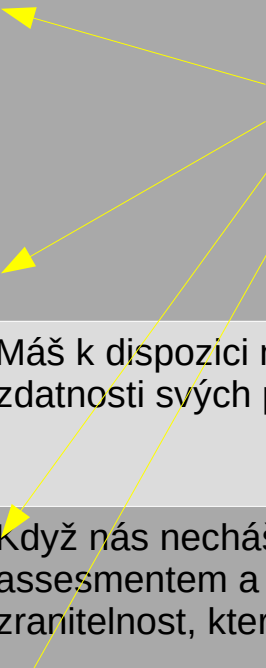 Máš k dispozici
zdatnosti svých
Když nás necháš
assesmentem a
zranitelnost, kter